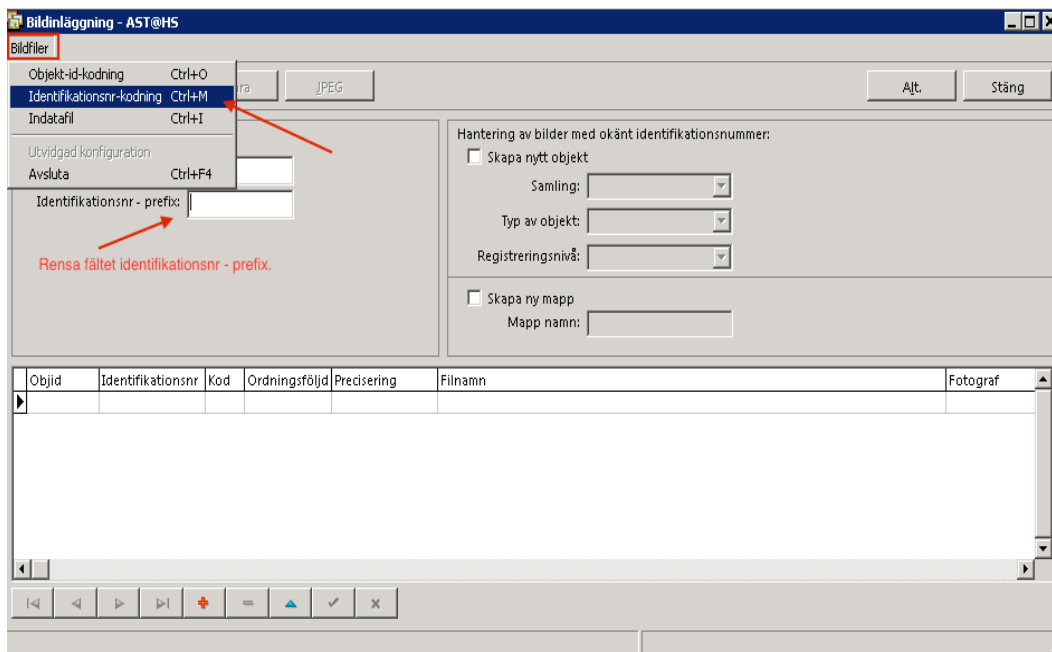 Bildinläggning - AST@HS
Bildfiler
Objekt-id-kodning Ctrl+O
Identifikationsnr-kodning Ctrl+M
Indatafil Ctrl+I
Utvidgad konfiguration
Avsluta Ctrl+F4
JPEG
Alt.
Stäng
Identifikationsnr - prefix:
Rensa fältet identifikationsnr - prefix.
Hantering av bilder med okänt identifikationsnummer:
Skapa nytt objekt
Samling:
Typ av objekt:
Registreringsnivå:
Skapa ny mapp
Mapp namn:
Objid Identifikationsnr Kod Ordningsföljd Precisering Filnamn Fotograf